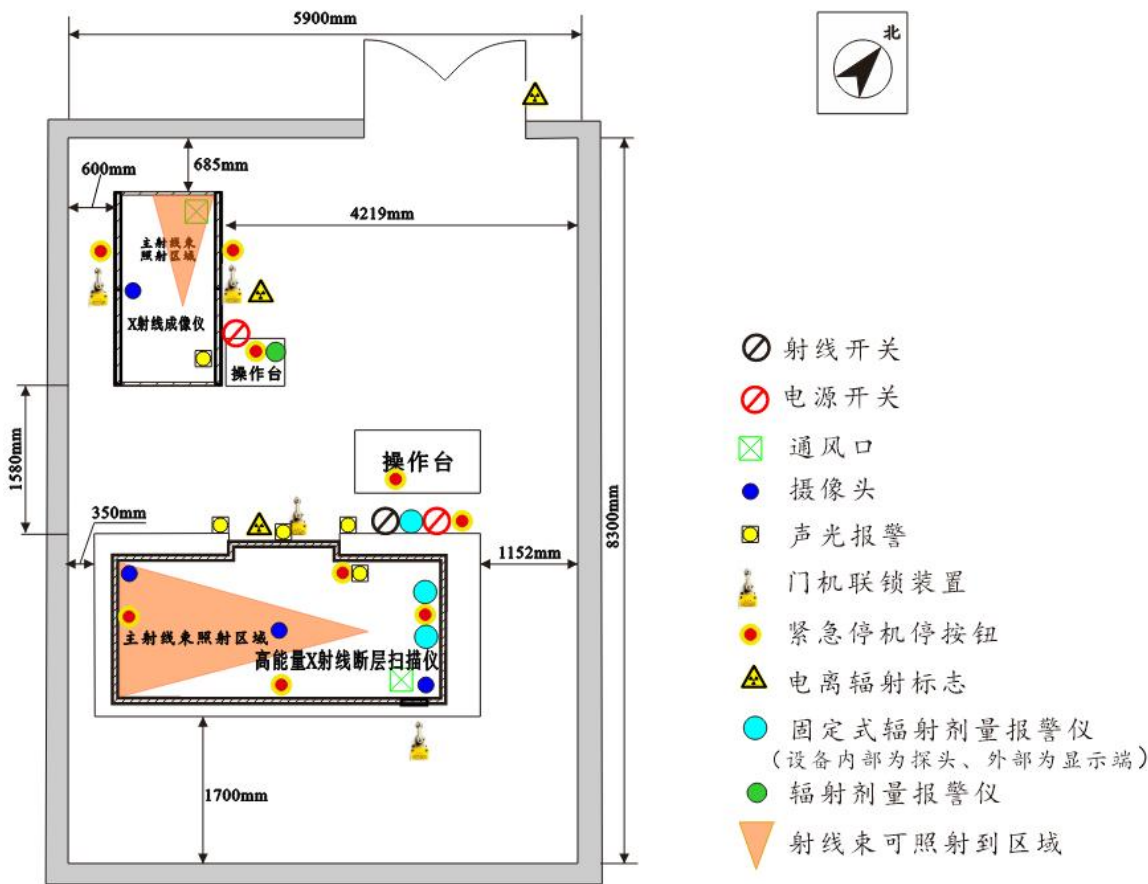 5900mm
北
685mm
600mm
4219mm
主射线束
照射区域
X射线成像仪
操作台
操作台
1580mm
350mm
1152mm
8300mm
主射线束照射区域
高能量X射线断层扫描仪
1700mm
射线开关
电源开关
通风口
摄像头
声光报警
门机联锁装置
紧急停机停按钮
电离辐射标志
固定式辐射剂量报警仪
（设备内部为探头、外部为显示端）
辐射剂量报警仪
射线束可照射到区域